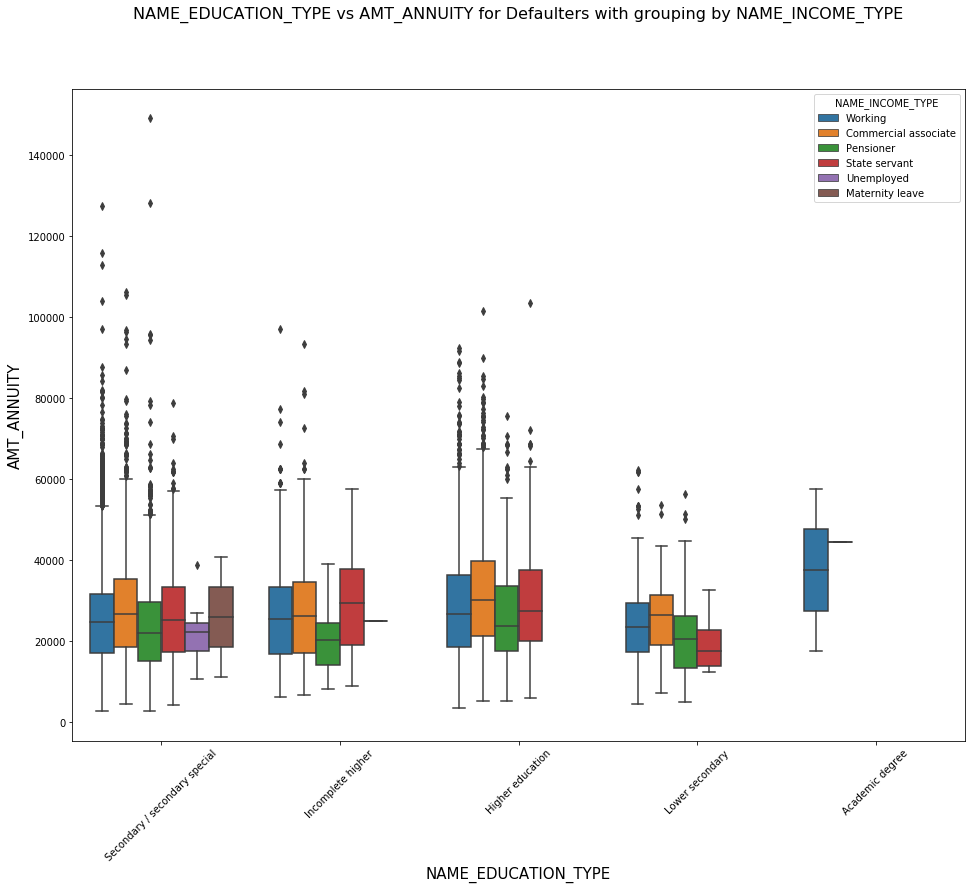 NAME_EDUCATION_TYPE vs AMT_ANNUITY for Defaulters with grouping by NAME_INCOME_TYPE
NAME_INCOME_TYPE
Working
Commercial associate
Pensioner
State servant
Unemployed
Maternity leave
AMT_ANNUITY
140000
120000
100000
80000
60000
40000
20000
0
Secondary / secondary special
Incomplete higher
Higher education
Lower secondary
Academic degree
NAME_EDUCATION_TYPE